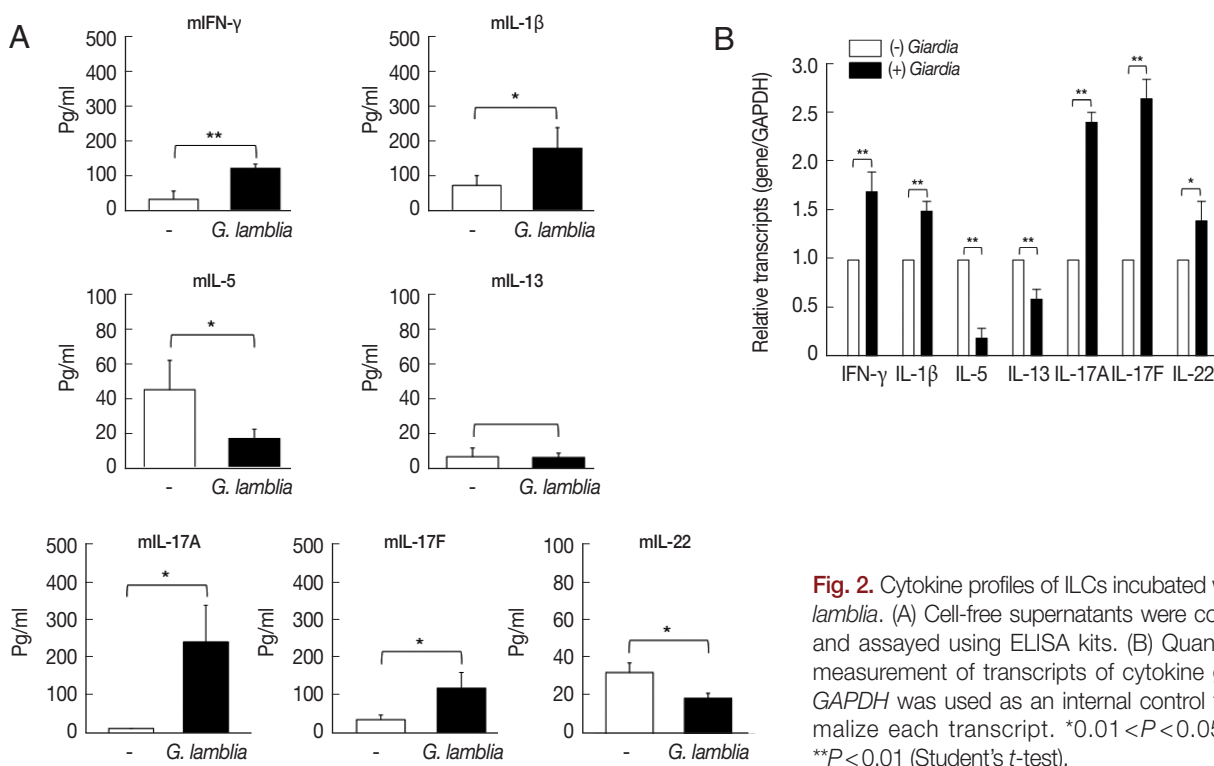 A
mIFN-γ
Pg/ml
500
400
300
200
100
0
**
-
G. lamblia
mIL-1β
Pg/ml
500
400
300
200
100
0
*
-
G. lamblia
mIL-5
Pg/ml
100
80
60
40
20
0
*
-
G. lamblia
mIL-13
Pg/ml
100
80
60
40
20
0
-
G. lamblia
mIL-17A
Pg/ml
500
400
300
200
100
0
*
-
G. lamblia
mIL-17F
Pg/ml
500
400
300
200
100
0
*
-
G. lamblia
mIL-22
Pg/ml
100
80
60
40
20
0
*
-
G. lamblia
B
(-) Giardia
(+) Giardia
Relative transcripts (gene/GAPDH)
3.0
2.5
2.0
1.5
1.0
0.5
0
**
**
**
**
**
**
*
IFN-γ IL-1β IL-5 IL-13 IL-17A IL-17F IL-22
Fig. 2. Cytokine profiles of ILCs incubated
lamblia. (A) Cell-free supernatants were
and assayed using ELISA kits. (B)
measurement of transcripts of cytokine
GAPDH was used as an internal control
malize each transcript. *0.01<P<0.05
**P<0.01 (Student's t-test).